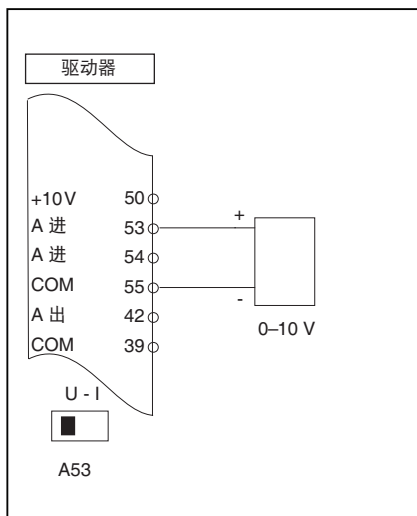 驱动器
+10V 50
A 进 53
A 进 54
COM 55
A 出 42
COM 39
+
-
0–10 V
U - I
A53